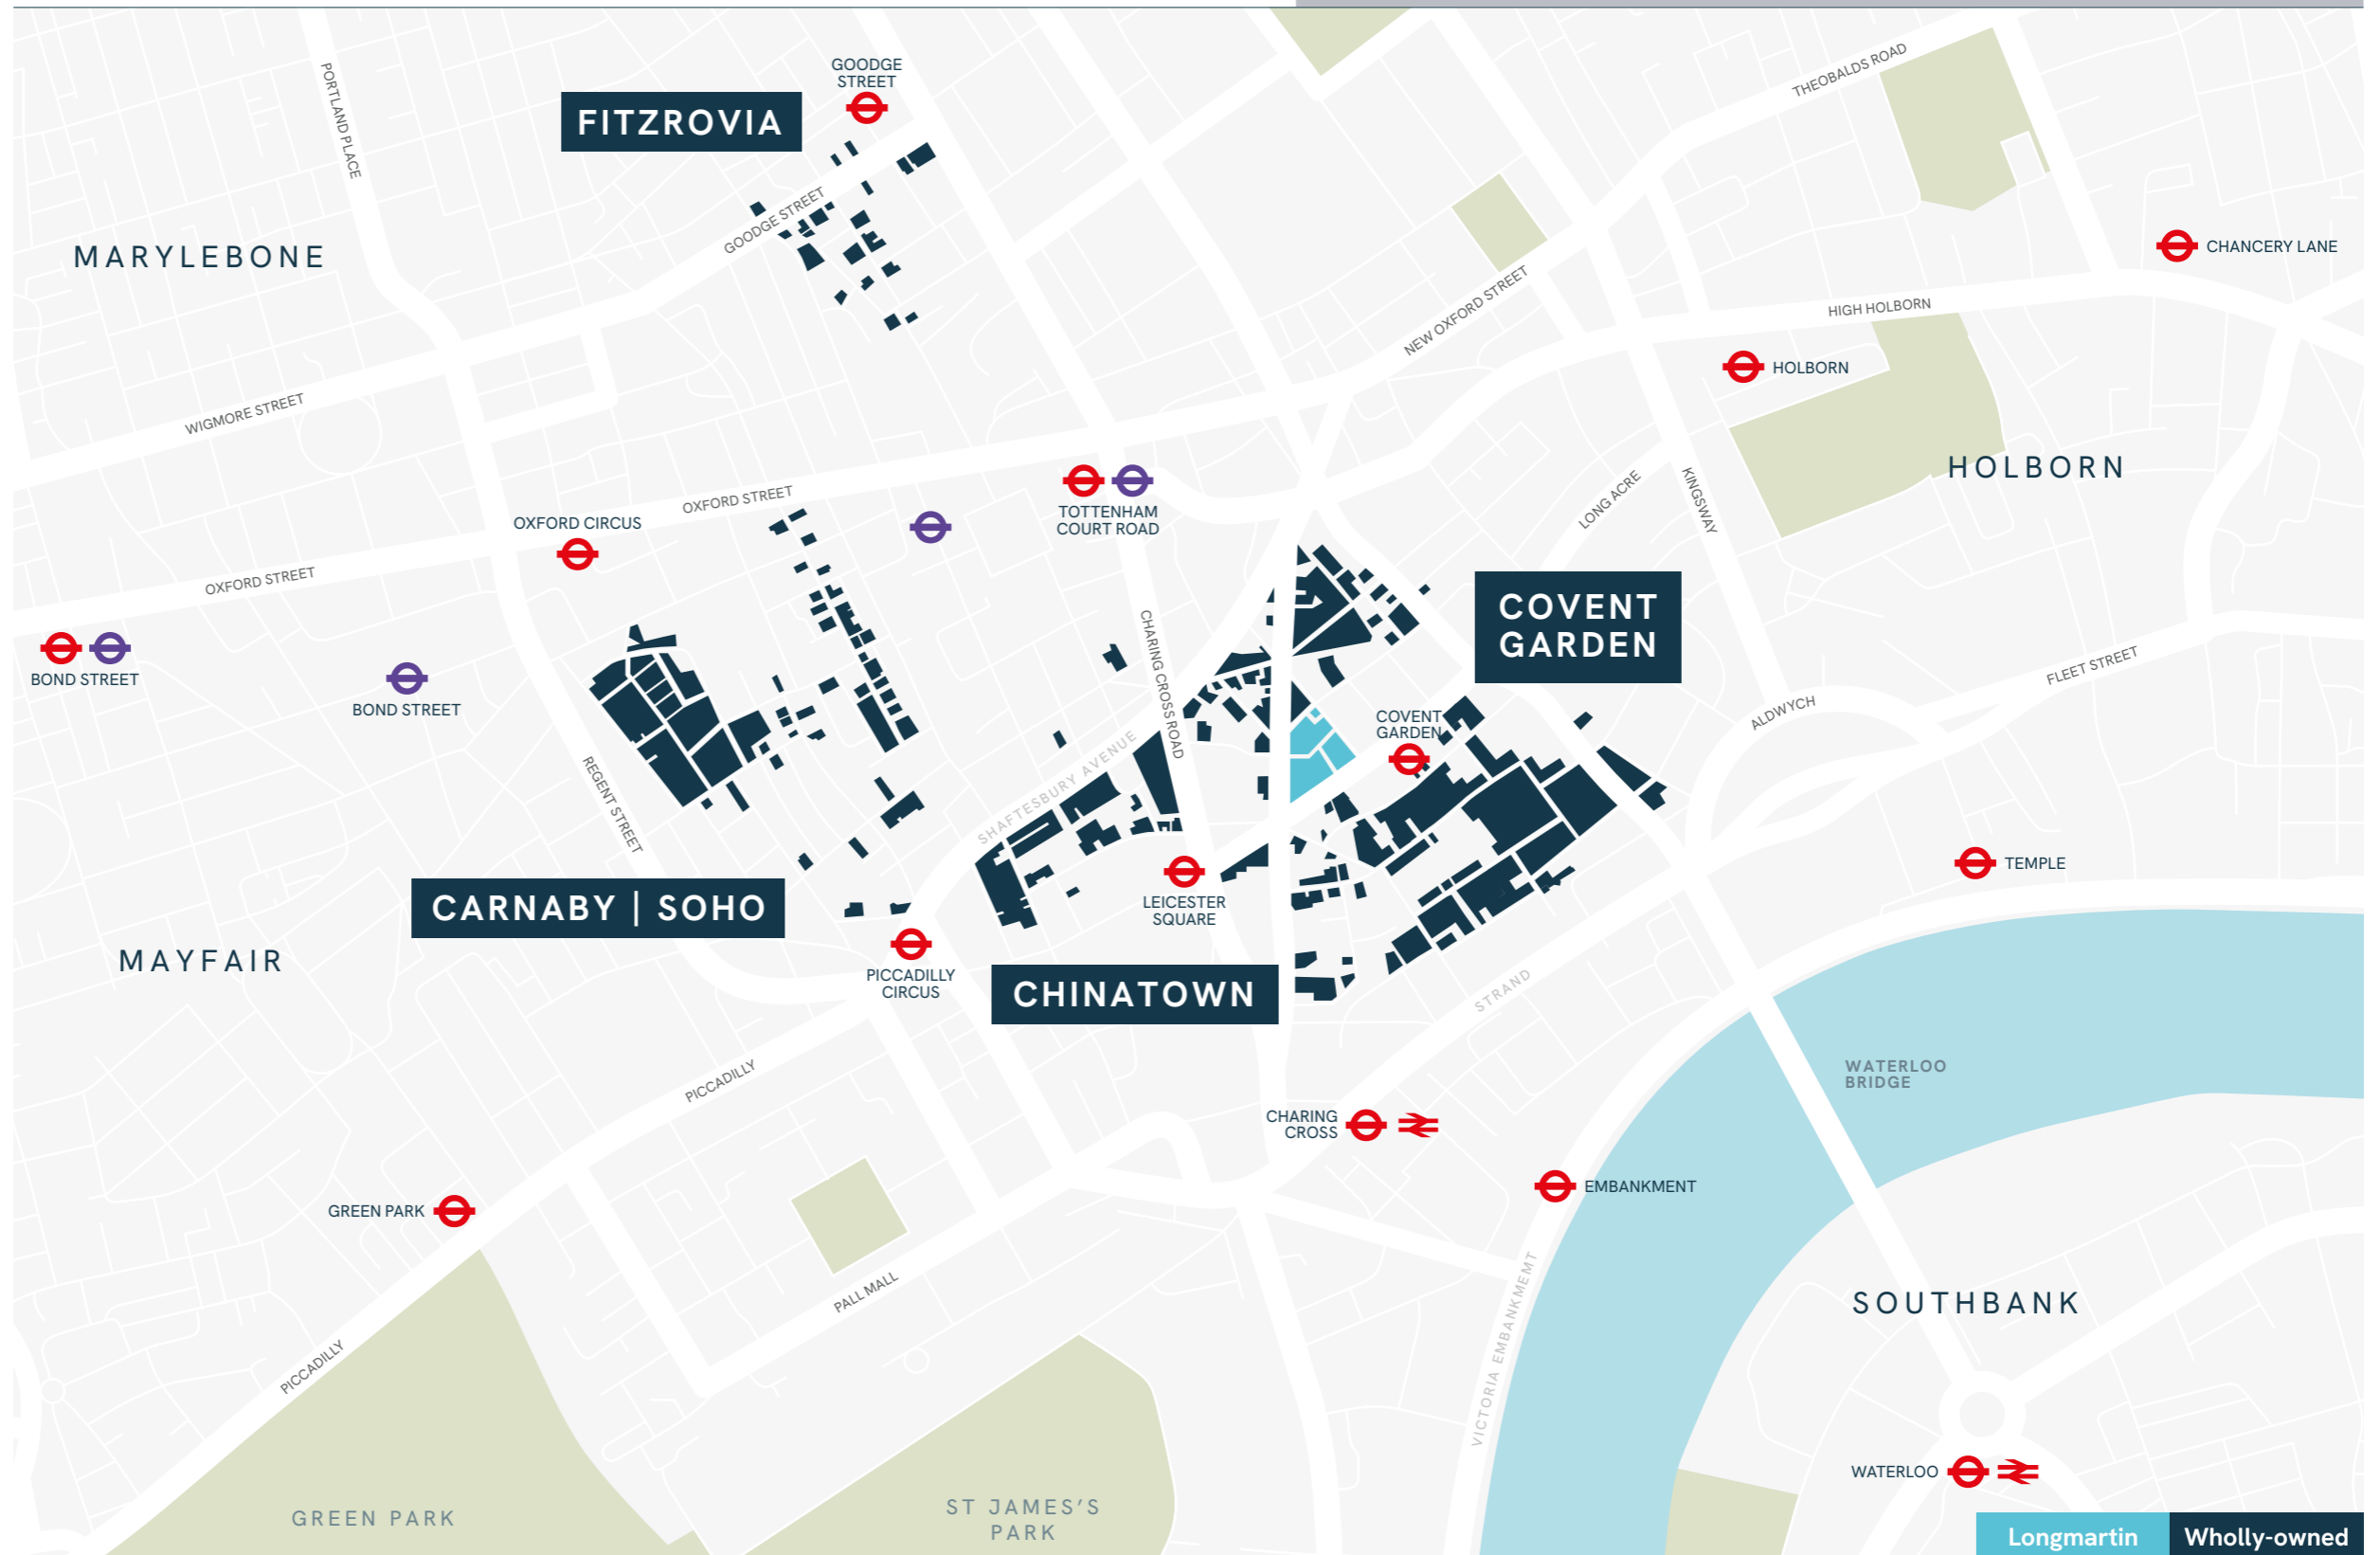 GOODGE
STREET
FITZROVIA
PORTLAND PLACE
THEOBALDS ROAD
GOODGE STREET
MARYLEBONE
CHANCERY LANE
NEW OXFORD STREET
HIGH HOLBORN
HOLBORN
WIGMORE STREET
HOLBORN
LONG ACRE
KINGSWAY
OXFORD STREET
OXFORD CIRCUS
TOTTENHAM
COURT ROAD
OXFORD STREET
COVENT
GARDEN
CHARING CROSS ROAD
BOND STREET
BOND STREET
FLEET STREET
ALDWYCH
COVENT
GARDEN
REGENT STREET
SHAFTESBURY AVENUE
TEMPLE
CARNABY | SOHO
LEICESTER
SQUARE
MAYFAIR
PICCADILLY
CIRCUS
CHINATOWN
STRAND
WATERLOO
BRIDGE
PICCADILLY
CHARING
CROSS
EMBANKMENT
GREEN PARK
PALL MALL
VICTORIA EMBANKMEMT
SOUTHBANK
PICCADILLY
WATERLOO
GREEN PARK
ST JAMES’S
PARK
Longmartin
Wholly-owned